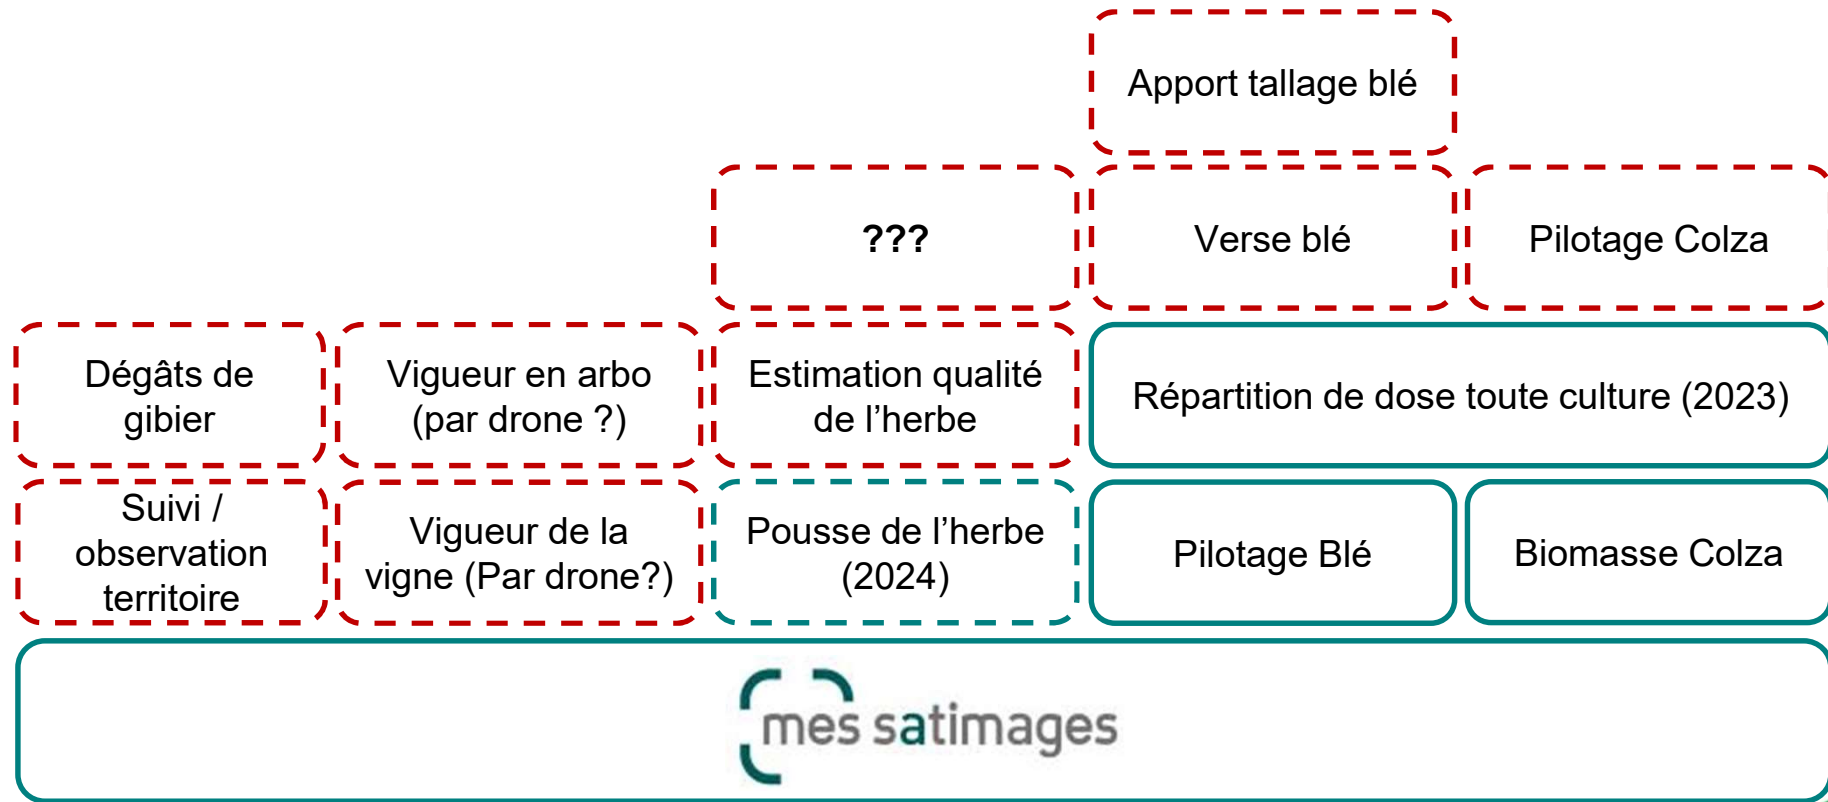 Apport tallage blé
???
Verse blé
Pilotage Colza
Dégâts de
gibier
Vigueur en arbo
(par drone ?)
Estimation qualité
de l’herbe
Répartition de dose toute culture (2023)
Suivi /
observation
territoire
Vigueur de la
vigne (Par drone?)
Pousse de l’herbe
(2024)
Pilotage Blé
Biomasse Colza
mes satimages